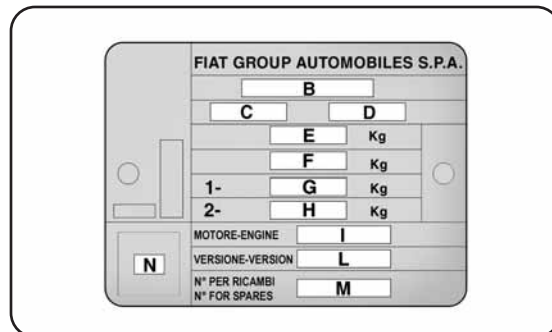 FIAT GROUP AUTOMOBILES S.P.A.
B
C D
E Kg
F Kg
1- G Kg
2- H Kg
MOTORE-ENGINE I
VERSIONE-VERSION L
N
N° PER RICAMBI
N° FOR SPARES M